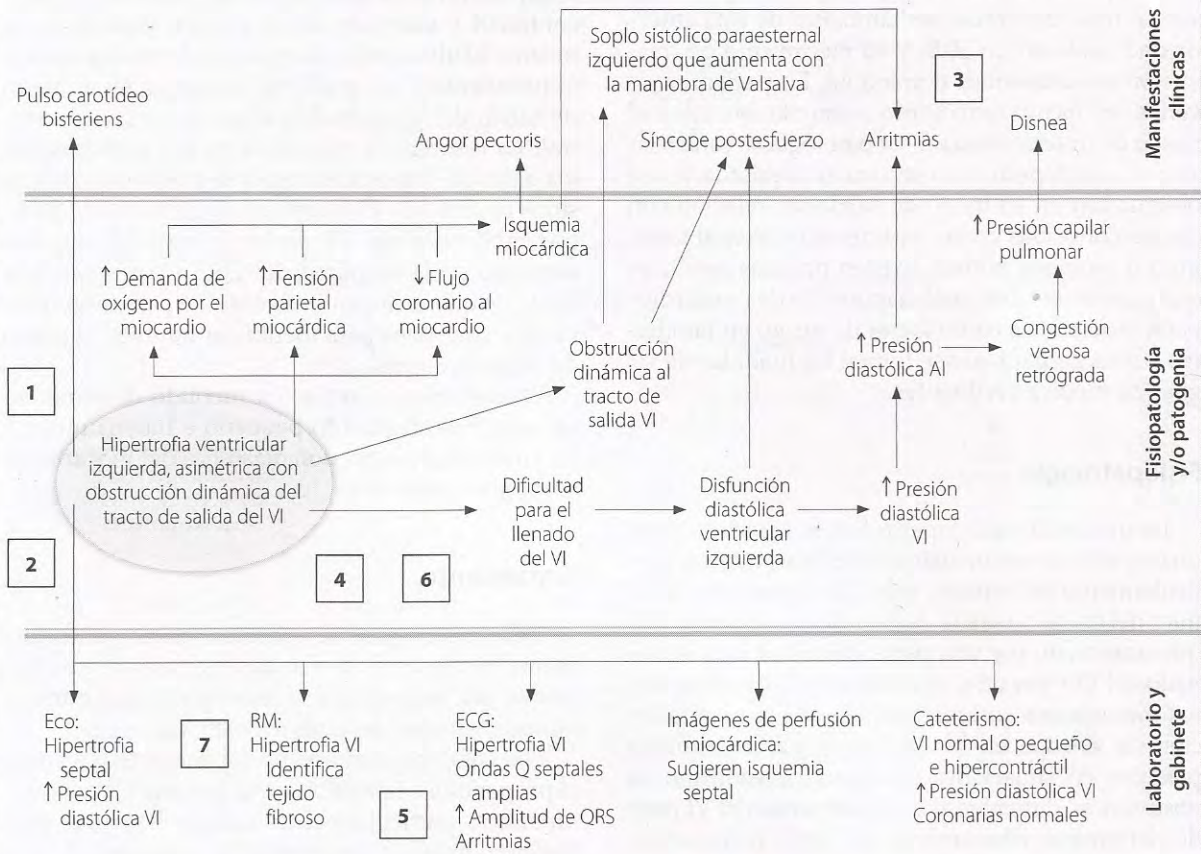 Soplo sistólico paraesternal
izquierdo que aumenta con
la maniobra de Valsalva
3
Manifestaciones
clínicas
Pulso carotídeo
bisferiens
Angor pectoris
Síncope postesfuerzo
Arritmias
Disnea
Isquemia
miocárdica
↑ Presión capilar
pulmonar
↑ Demanda de
oxígeno por el
miocardio
↑ Tensión
parietal
miocárdica
↓ Flujo
coronario al
miocardio
Obstrucción
dinámica al
tracto de
salida VI
↑ Presión
diastólica AI
Congestión
venosa
retrógrada
Fisiopatología
y/o patogenia
1
Hipertrofia ventricular
izquierda, asimétrica con
obstrucción dinámica del
tracto de salida del VI
Dificultad
para el
llenado
del VI
Disfunción
diastólica
ventricular
izquierda
↑ Presión
diastólica
VI
2
4
6
Eco:
Hipertrofia
septal
↑ Presión
diastólica VI
7
RM:
Hipertrofia VI
Identifica
tejido
fibroso
5
ECG:
Hipertrofia VI
Ondas Q septales
amplias
↑ Amplitud de QRS
Arritmias
Imágenes de perfusión
miocárdica:
Sugieren isquemia
septal
Cateterismo:
VI normal o pequeño
e hipercontráctil
↑ Presión diastólica VI
Coronarias normales
Laboratorio y
gabinete